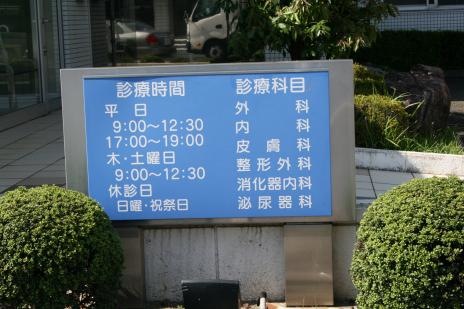 診療時間
平日
9:00～12:30
17:00～19:00
木・土曜日
9:00～12:30
休診日
日曜・祝祭日
診療科目
外科
内科
皮膚科
整形外科
消化器内科
泌尿器科